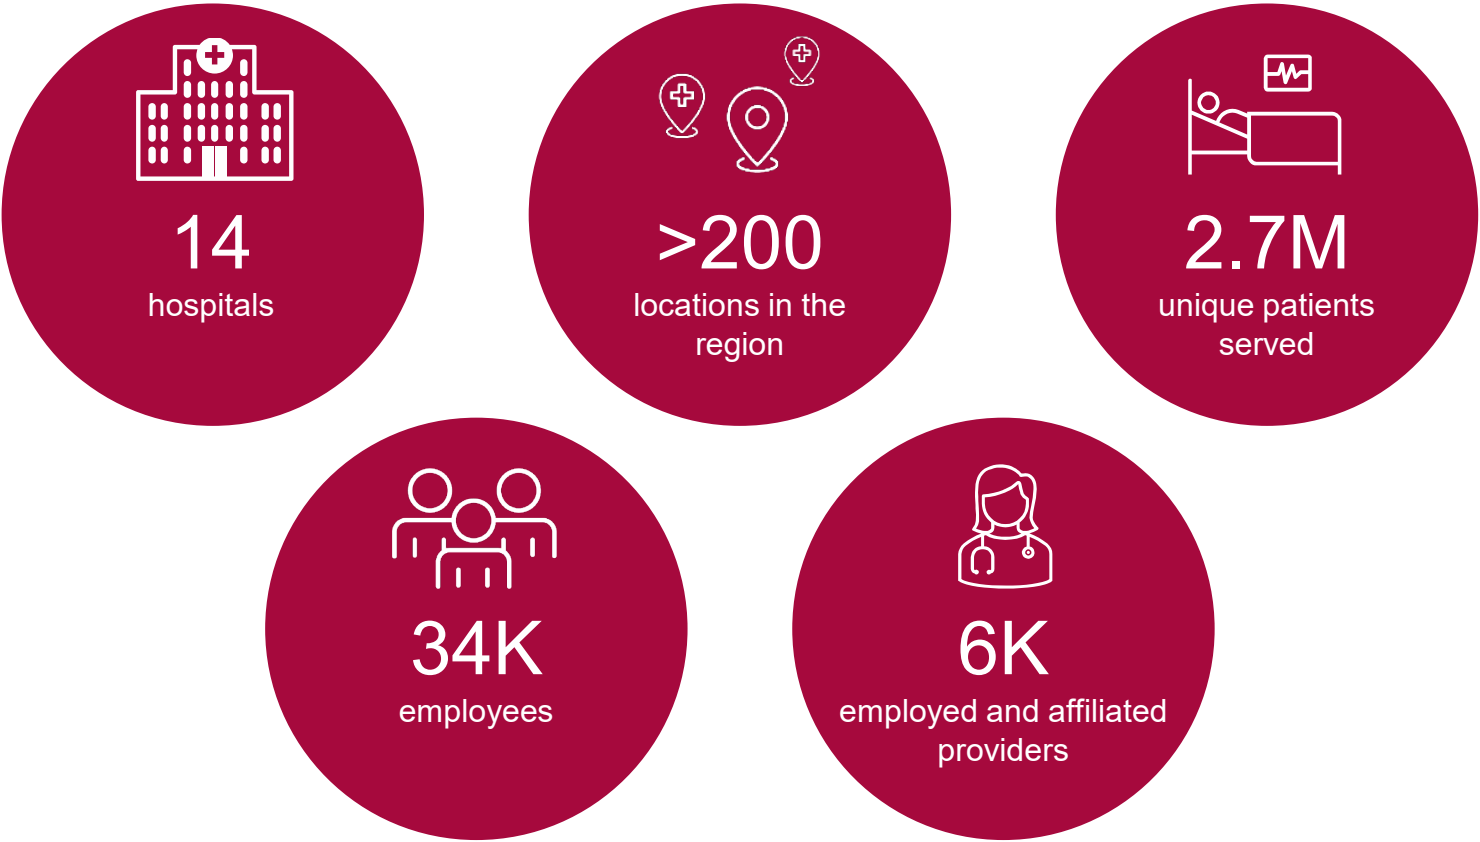 14
hospitals
>200
locations in the
region
2.7M
unique patients
served
34K
employees
6K
employed and affiliated
providers